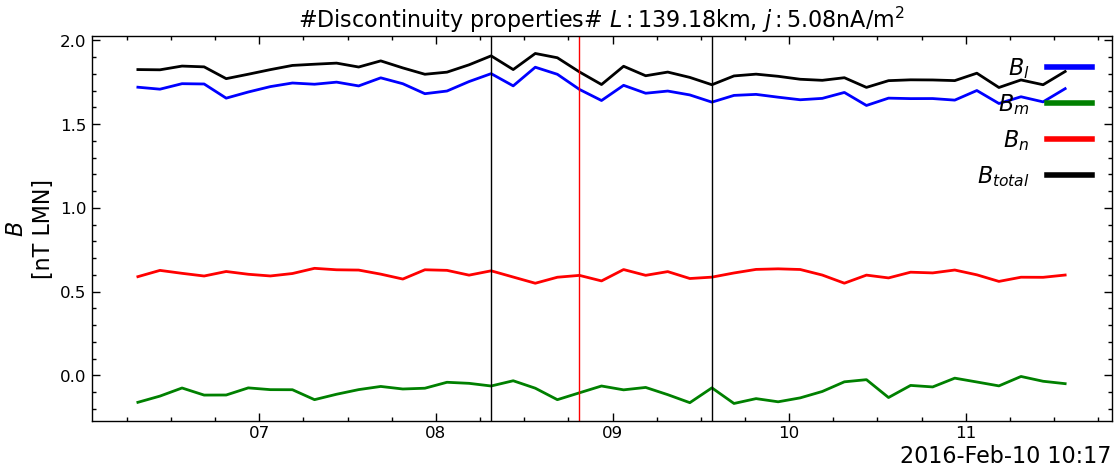 #Discontinuity properties# L : 139.18km, j : 5.08nA/m²
2.0
1.5
1.0
0.5
0.0
B
[nT LMN]
B_l
B_m
B_n
B_total
07
08
09
10
11
2016-Feb-10 10:17